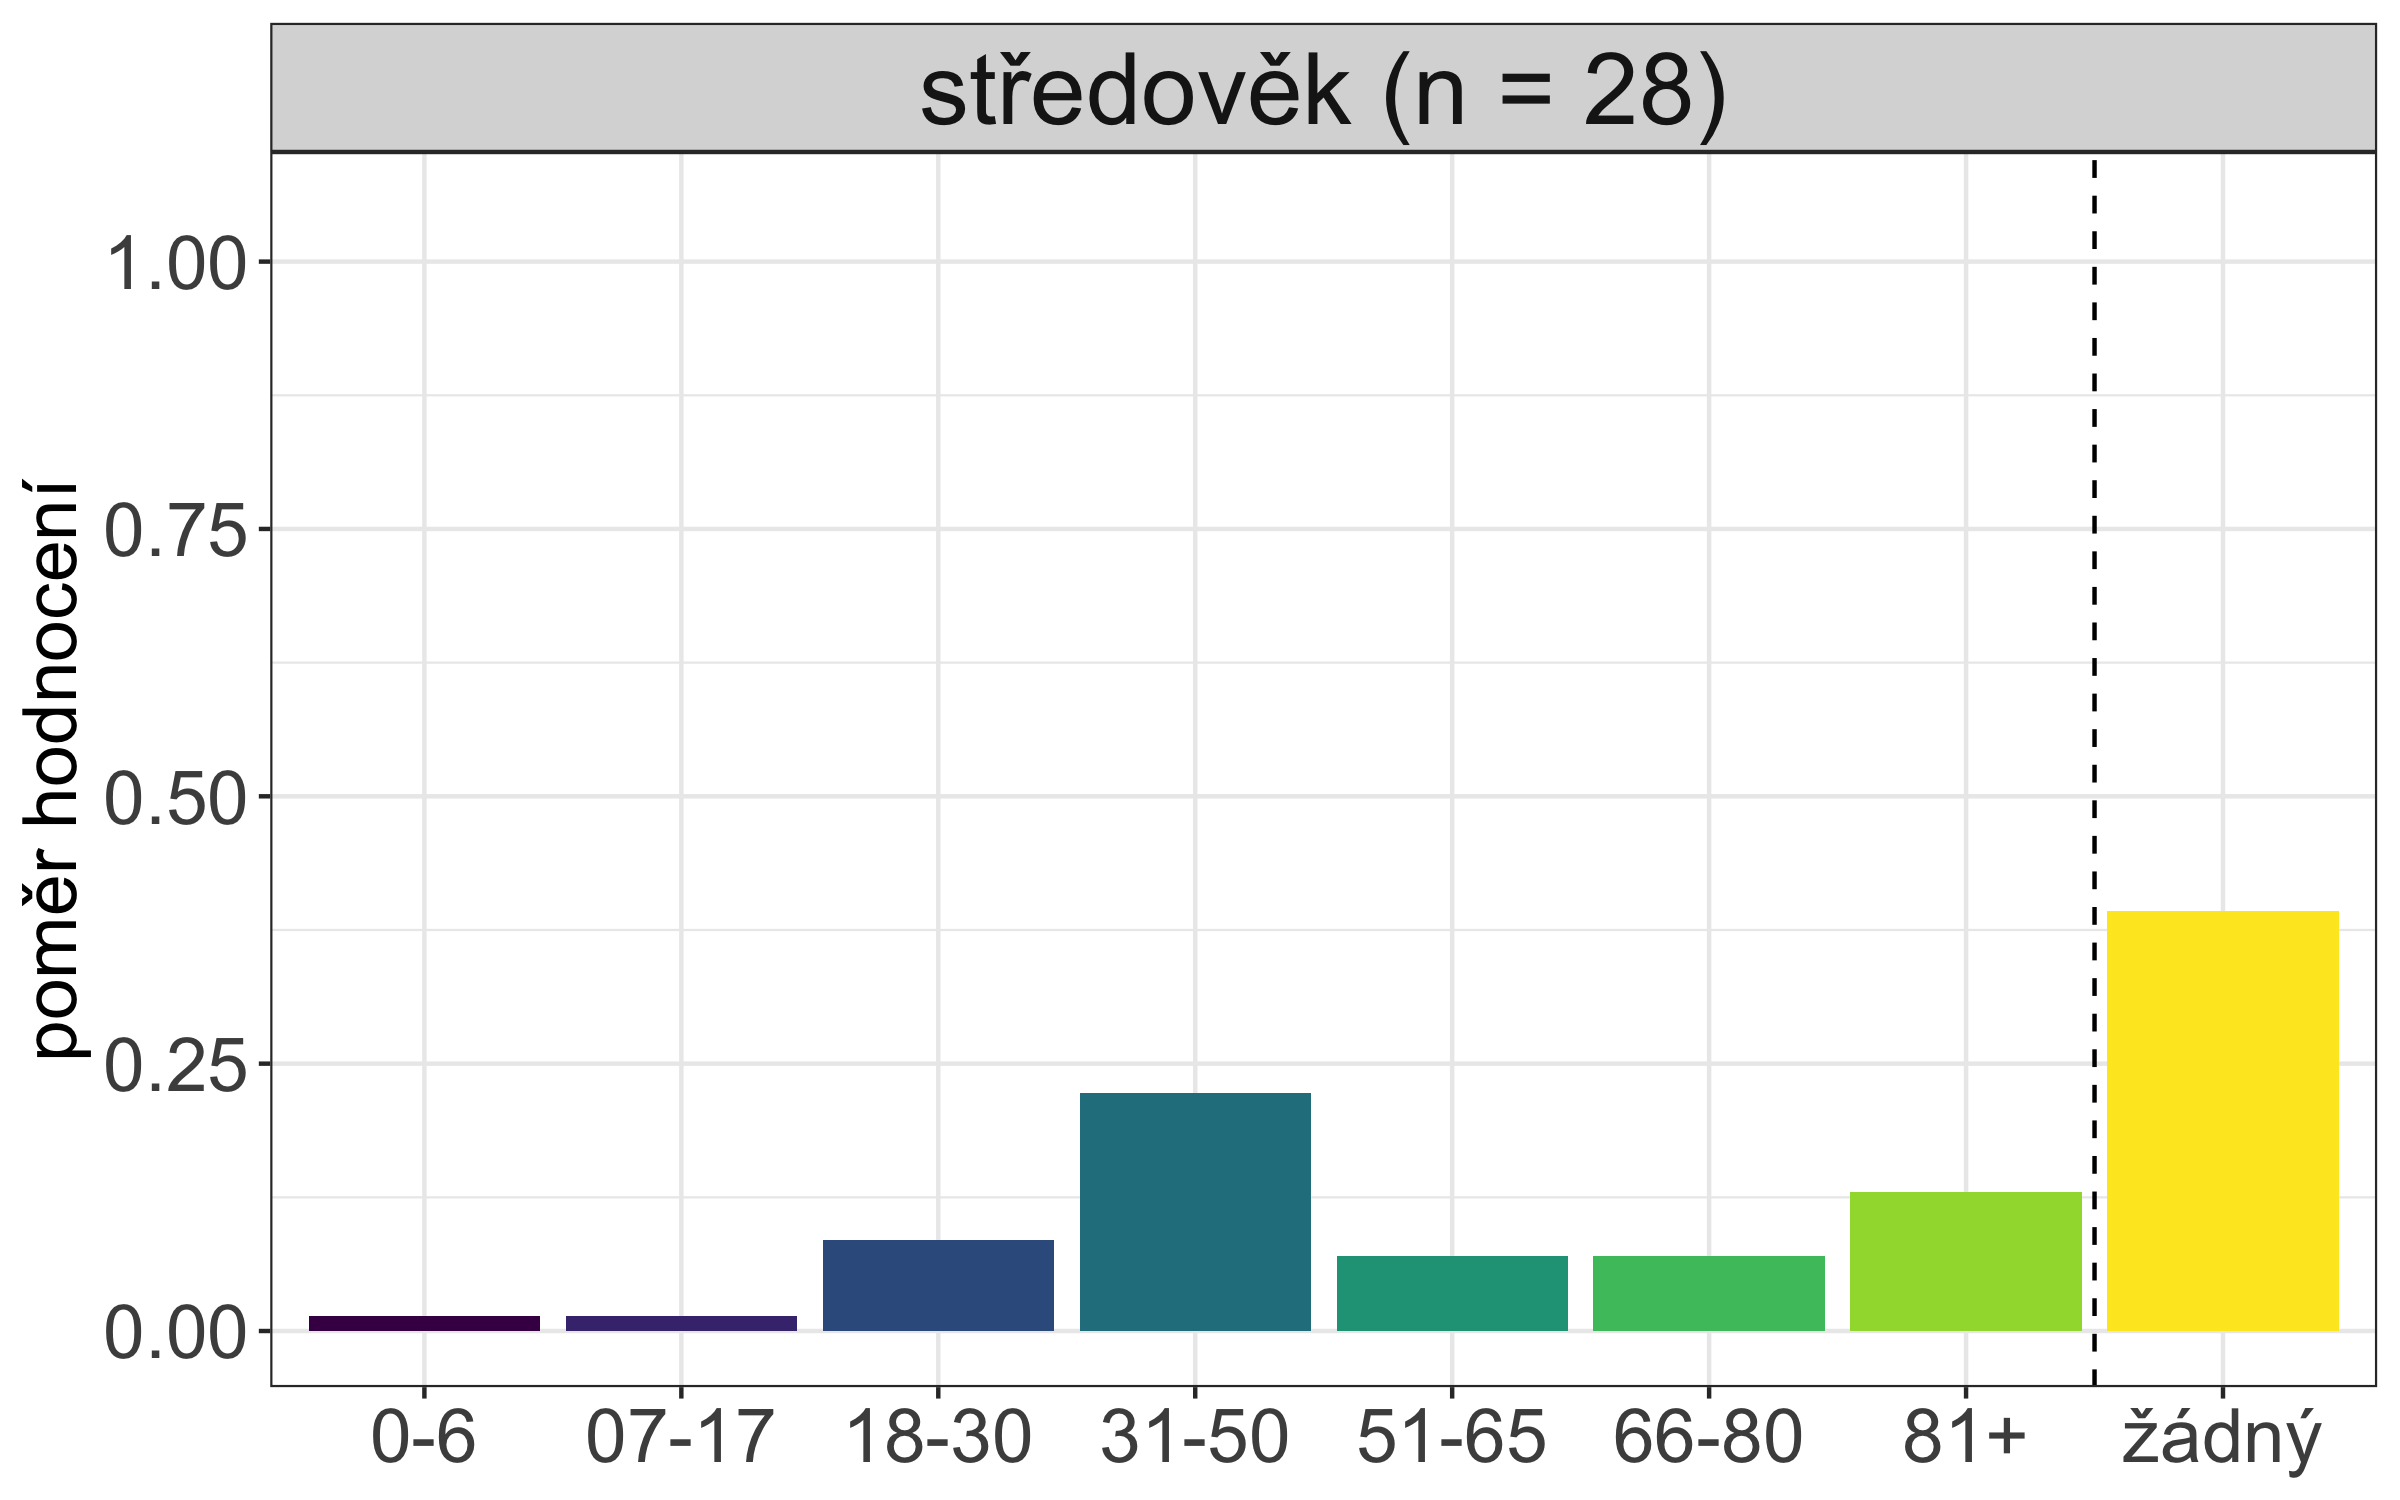 středověk (n = 28)
poměr hodnocení
1.00
0.75
0.50
0.25
0.00
0-6 07-17 18-30 31-50 51-65 66-80 81+ žádný